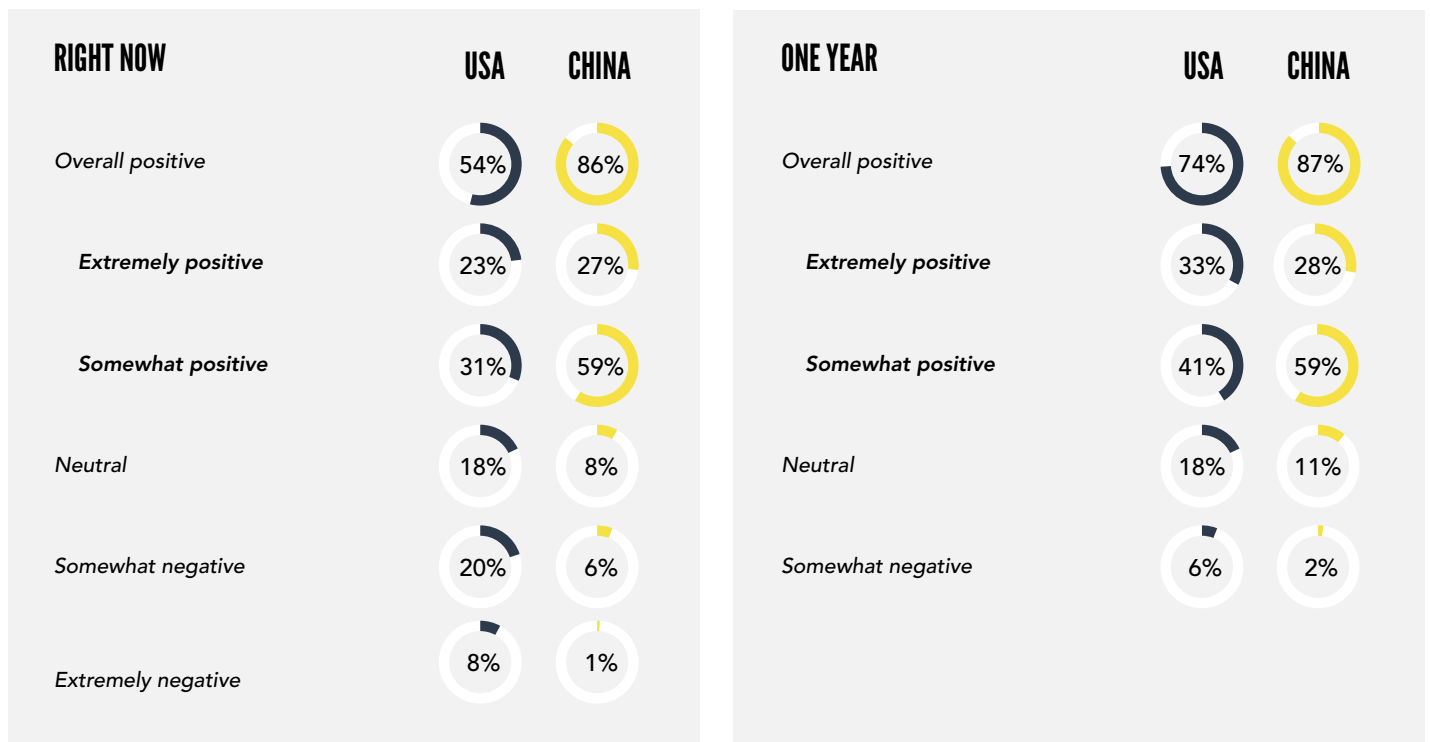 RIGHT NOW USA CHINA
Overall positive 54% 86%
Extremely positive 23% 27%
Somewhat positive 31% 59%
Neutral 18% 8%
Somewhat negative 20% 6%
Extremely negative 8% 1%
ONE YEAR USA CHINA
Overall positive 74% 87%
Extremely positive 33% 28%
Somewhat positive 41% 59%
Neutral 18% 11%
Somewhat negative 6% 2%